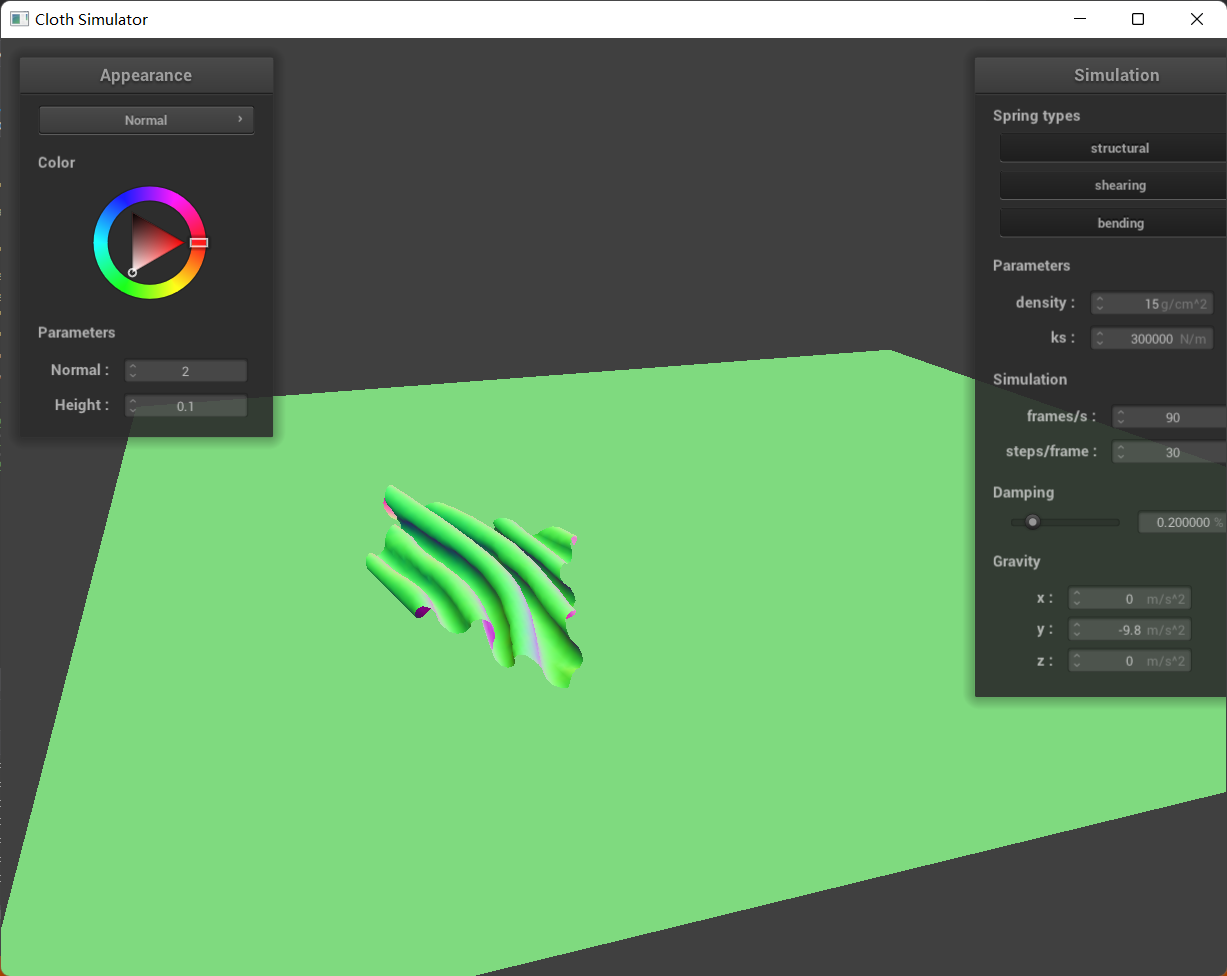 Cloth Simulator
Appearance
Normal
Color
Parameters
Normal : 2
Height : 0.1
Simulation
Spring types
structural
shearing
bending
Parameters
density : 15 g/cm^2
ks : 300000 N/m
Simulation
frames/s : 90
steps/frame : 30
Damping
0.200000 %
Gravity
x : 0 m/s^2
y : -9.8 m/s^2
z : 0 m/s^2